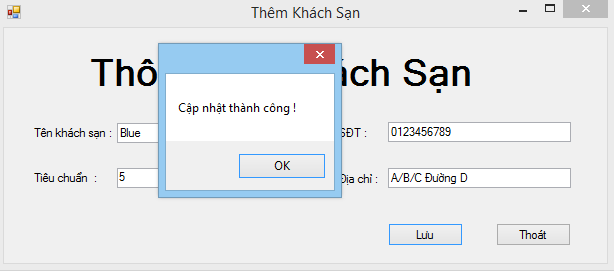 Thêm Khách Sạn
Thô ách Sạn
Cập nhật thành công !
OK
Tên khách sạn : Blue SĐT : 0123456789
Tiêu chuẩn : 5 Địa chỉ : A/B/C Đường D
Lưu Thoát